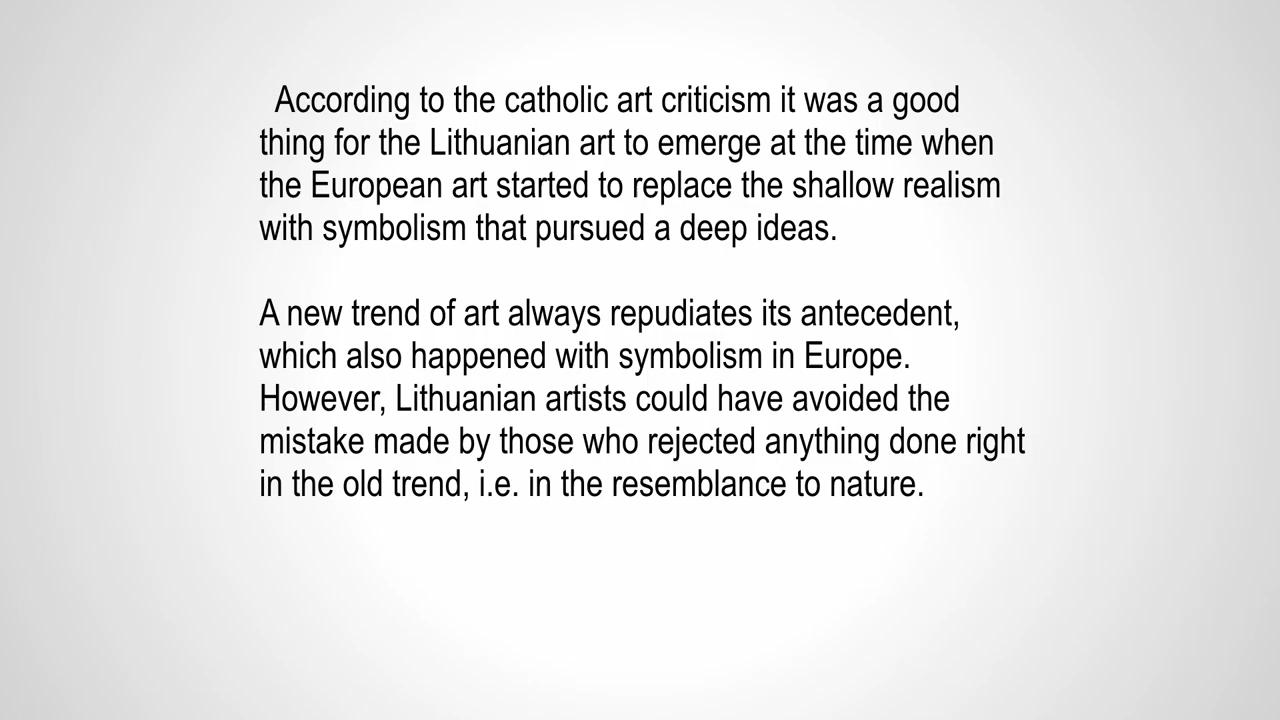 According to the catholic art criticism it was a good
thing for the Lithuanian art to emerge at the time when
the European art started to replace the shallow realism
with symbolism that pursued a deep ideas.
A new trend of art always repudiates its antecedent,
which also happened with symbolism in Europe.
However, Lithuanian artists could have avoided the
mistake made by those who rejected anything done right
in the old trend, i.e. in the resemblance to nature.